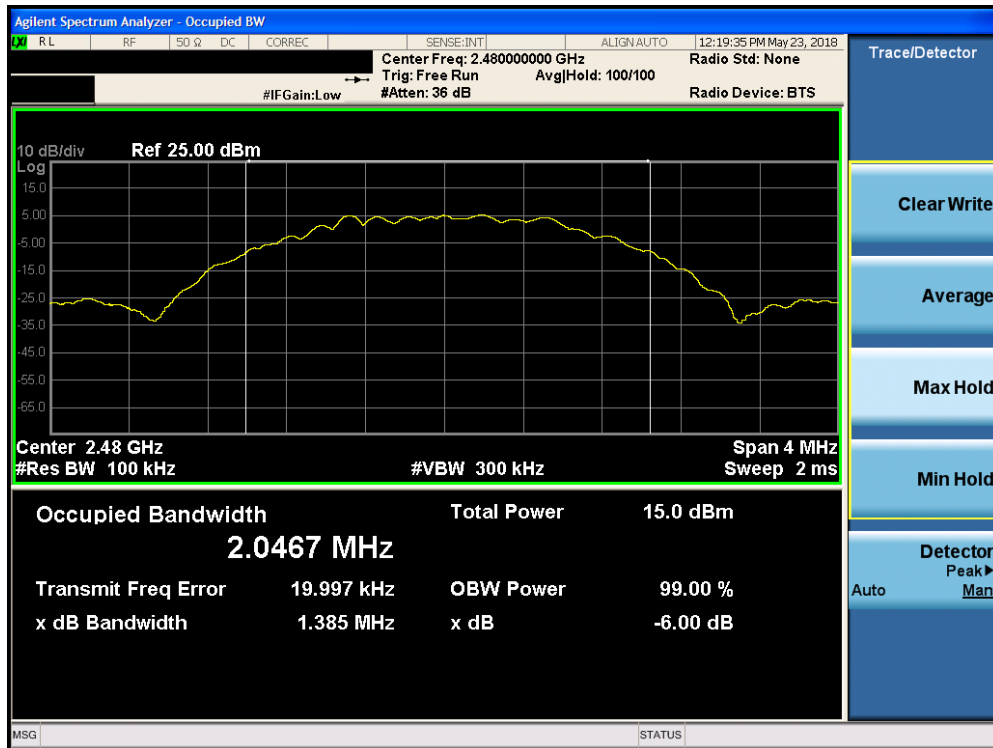 Agilent Spectrum Analyzer - Occupied BW
LXI RL RF 50 Ω DC CORREC SENSE:INT ALIGN AUTO 12:19:35 PM May 23, 2018
Center Freq: 2.480000000 GHz Radio Std: None
Trig: Free Run Avg|Hold: 100/100
#IFGain:Low #Atten: 36 dB Radio Device: BTS
Trace/Detector
10 dB/div Ref 25.00 dBm
Log
15.0
5.00
-5.00
-15.0
-25.0
-35.0
-45.0
-55.0
-65.0
Center 2.48 GHz Span 4 MHz
#Res BW 100 kHz #VBW 300 kHz Sweep 2 ms
Occupied Bandwidth Total Power 15.0 dBm
2.0467 MHz
Transmit Freq Error 19.997 kHz OBW Power 99.00 %
x dB Bandwidth 1.385 MHz x dB -6.00 dB
Clear Write
Average
Max Hold
Min Hold
Detector
Peak▶
Auto Man
MSG STATUS